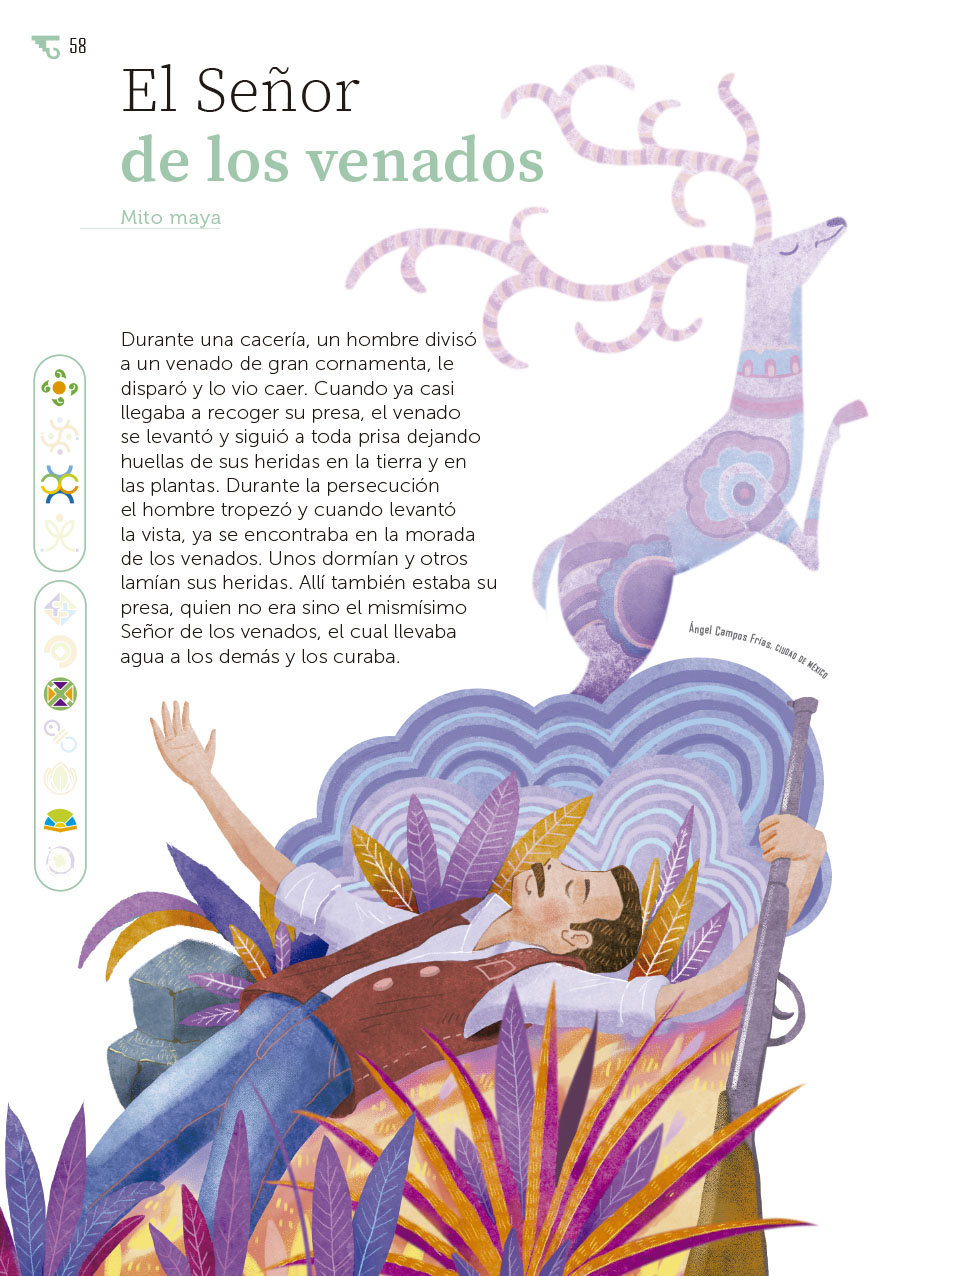 58
El Señor
de los venados
Mito maya
Durante una cacería, un hombre divisó
a un venado de gran cornamenta, le
disparó y lo vio caer. Cuando ya casi
llegaba a recoger su presa, el venado
se levantó y siguió a toda prisa dejando
huellas de sus heridas en la tierra y en
las plantas. Durante la persecución
el hombre tropezó y cuando levantó
la vista, ya se encontraba en la morada
de los venados. Unos dormían y otros
lamían sus heridas. Allí también estaba su
presa, quien no era sino el mismísimo
Señor de los venados, el cual llevaba
agua a los demás y los curaba.
Ángel Campos Frías, CIUDAD DE MÉXICO